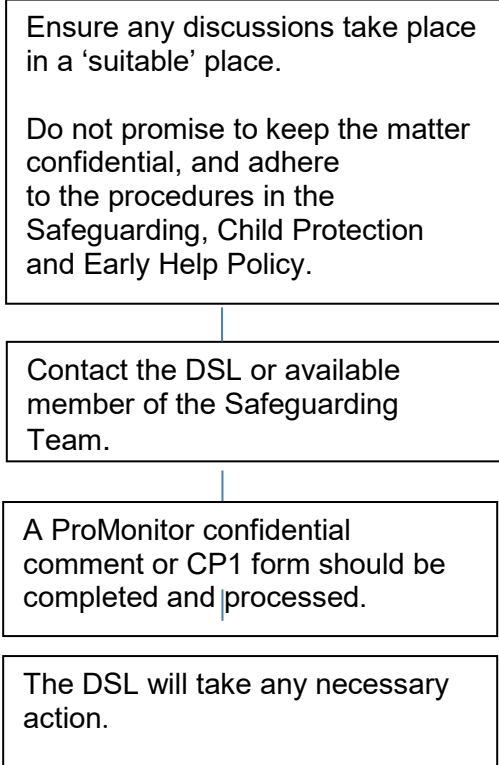 Ensure any discussions take place
in a ‘suitable’ place.
Do not promise to keep the matter
confidential, and adhere
to the procedures in the
Safeguarding, Child Protection
and Early Help Policy.
Contact the DSL or available
member of the Safeguarding
Team.
A ProMonitor confidential
comment or CP1 form should be
completed and processed.
The DSL will take any necessary
action.